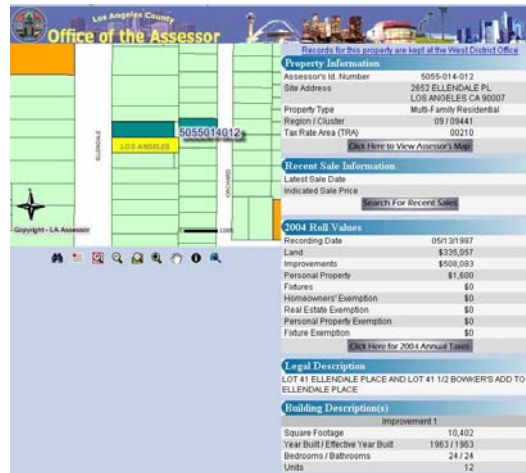 Los Angeles County
Office of the Assessor
Records for this property are kept at the West District Office
Property Information
Assessor's Id. Number 5055-014-012
Site Address 2652 ELLENDALE PL
LOS ANGELES CA 90007
Property Type Multi-Family Residential
Region / Cluster 09 / 09441
Tax Rate Area (TRA) 00210
Click Here to View Assessor's Map
Recent Sale Information
Latest Sale Date
Indicated Sale Price
Search For Recent Sales
2004 Roll Values
Recording Date 05/13/1987
Land $335,057
Improvements $508,083
Personal Property $1,600
Fixtures $0
Homeowners' Exemption $0
Real Estate Exemption $0
Personal Property Exemption $0
Fixture Exemption $0
Click Here for 2004 Annual Taxes
Legal Description
LOT 41 ELLENDALE PLACE AND LOT 41 1/2 BOWKER'S ADD TO
ELLENDALE PLACE
Building Description(s)
Improvement 1
Square Footage 10,402
Year Built / Effective Year Built 1963 / 1963
Bedrooms / Bathrooms 24 / 24
Units 12
ELLENDALE
LOS ANGELES
5055014012
ORCHARD
Copyright - LA Assessor